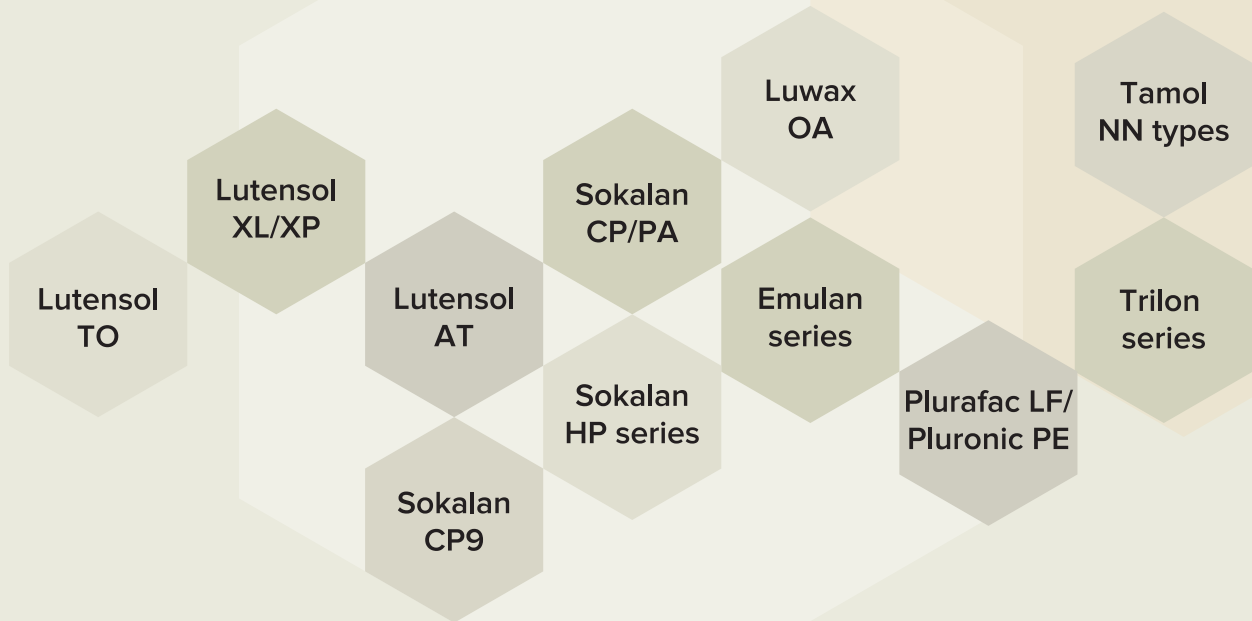 Lutensol
TO
Lutensol
XL/XP
Lutensol
AT
Sokalan
CP9
Sokalan
CP/PA
Sokalan
HP series
Luwax
OA
Emulan
series
Plurafac LF/
Pluronic PE
Tamol
NN types
Trilon
series